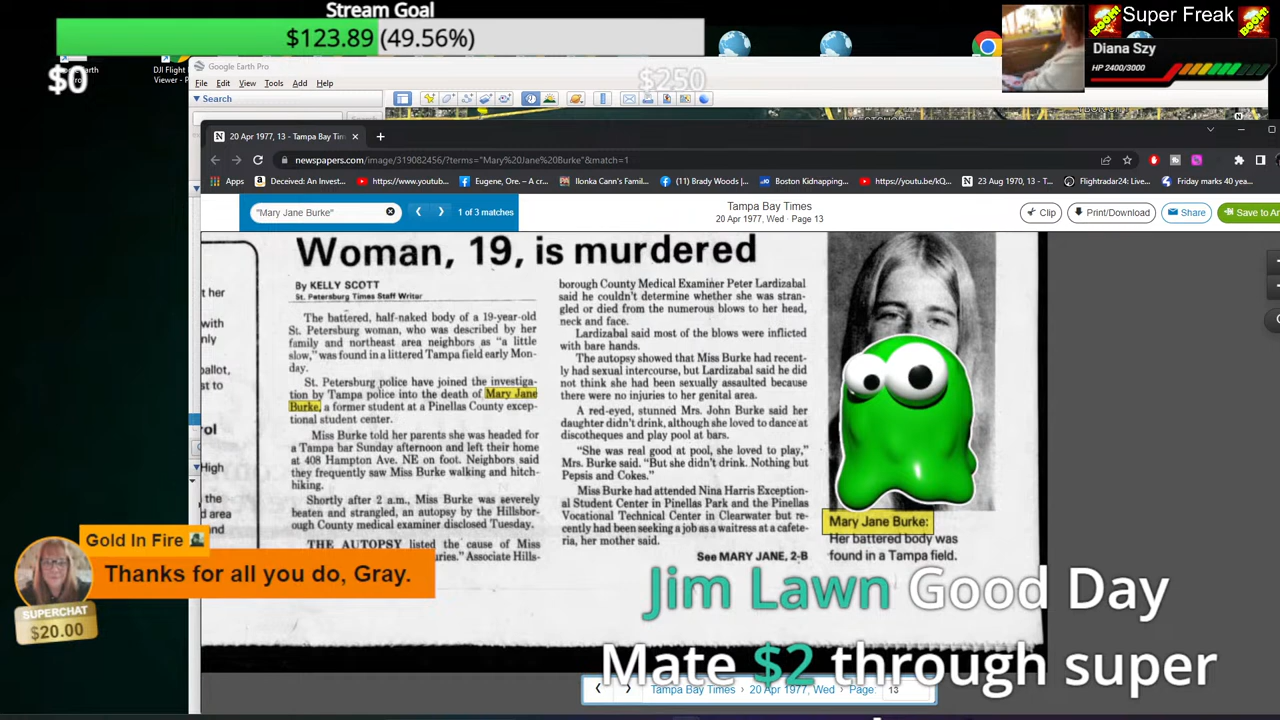 Stream Goal
$123.89 (49.56%)
$0
$250
Super Freak
Diana Szy
HP 2400/3000
Google Earth Pro
File Edit View Tools Add Help
Search
20 Apr 1977, 13 - Tampa Bay Tim
newspapers.com/image/319082456/?terms="Mary%20Jane%20Burke"&match=1
Apps
Deceived: An Invest...
https://www.youtub...
Eugene, Ore. – A cr...
Ilonka Cann's Famil...
(11) Brady Woods |...
Boston Kidnapping...
https://youtu.be/kQ...
23 Aug 1970, 13 - T...
Flightradar24: Live...
Friday marks 40 yea...
"Mary Jane Burke"
1 of 3 matches
Tampa Bay Times
20 Apr 1977, Wed · Page 13
Clip
Print/Download
Share
Save to An
Woman, 19, is murdered
By KELLY SCOTT
St. Petersburg Times Staff Writer
The battered, half-naked body of a 19-year-old
St. Petersburg woman, who was described by her
family and northeast area neighbors as "a little
slow," was found in a littered Tampa field early Mon-
day.
St. Petersburg police have joined the investiga-
tion by Tampa police into the death of Mary Jane
Burke, a former student at a Pinellas County excep-
tional student center.
Miss Burke told her parents she was headed for
a Tampa bar Sunday afternoon and left their home
at 408 Hampton Ave. NE on foot. Neighbors said
they frequently saw Miss Burke walking and hitch-
hiking.
Shortly after 2 a.m., Miss Burke was severely
beaten and strangled, an autopsy by the Hillsbor-
ough County medical examiner disclosed Tuesday.
THE AUTOPSY listed the cause of Miss
ries." Associate Hills-
borough County Medical Examiner Peter Lardizabal
said he couldn't determine whether she was stran-
gled or died from the numerous blows to her head,
neck and face.
Lardizabal said most of the blows were inflicted
with bare hands.
The autopsy showed that Miss Burke had recent-
ly had sexual intercourse, but Lardizabal said he did
not think she had been sexually assaulted because
there were no injuries to her genital area.
A red-eyed, stunned Mrs. John Burke said her
daughter didn't drink, although she loved to dance at
discotheques and play pool at bars.
"She was real good at pool, she loved to play,"
Mrs. Burke said. "But she didn't drink. Nothing but
Pepsis and Cokes."
Miss Burke had attended Nina Harris Exception-
al Student Center in Pinellas Park and the Pinellas
Vocational Technical Center in Clearwater but re-
cently had been seeking a job as a waitress at a cafete-
ria, her mother said.
See MARY JANE, 2-B
Mary Jane Burke:
Her battered body was
found in a Tampa field.
Gold In Fire
Thanks for all you do, Gray.
SUPERCHAT
$20.00
Jim Lawn Good Day
Mate $2 through super
Tampa Bay Times › 20 Apr 1977, Wed › Page: 13